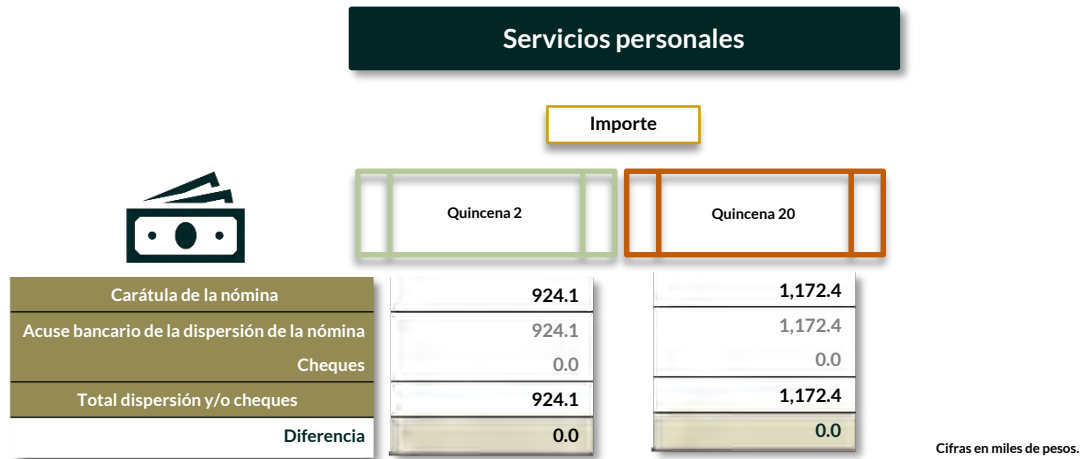 Servicios personales
Importe
Quincena 2 Quincena 20
Carátula de la nómina 924.1 1,172.4
Acuse bancario de la dispersión de la nómina 924.1 1,172.4
Cheques 0.0 0.0
Total dispersión y/o cheques 924.1 1,172.4
Diferencia 0.0 0.0
Cifras en miles de pesos.